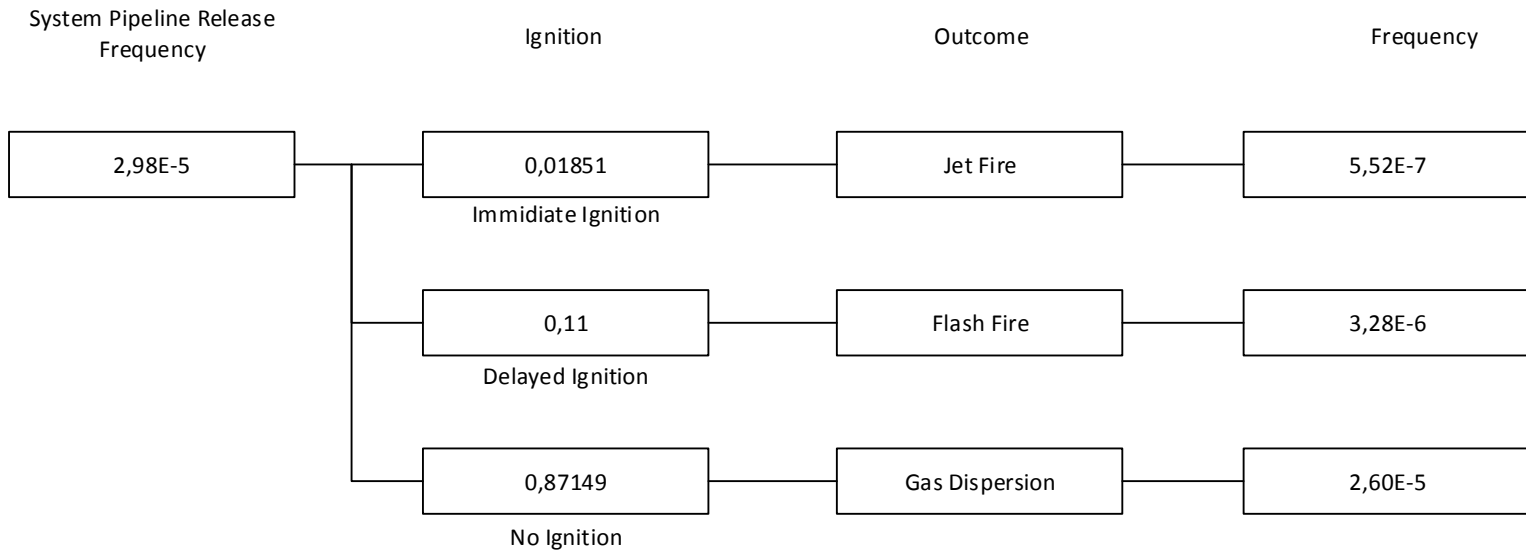 System Pipeline Release
Frequency
Ignition
Outcome
Frequency
2,98E-5
0,01851
Jet Fire
5,52E-7
Immidiate Ignition
0,11
Flash Fire
3,28E-6
Delayed Ignition
0,87149
Gas Dispersion
2,60E-5
No Ignition